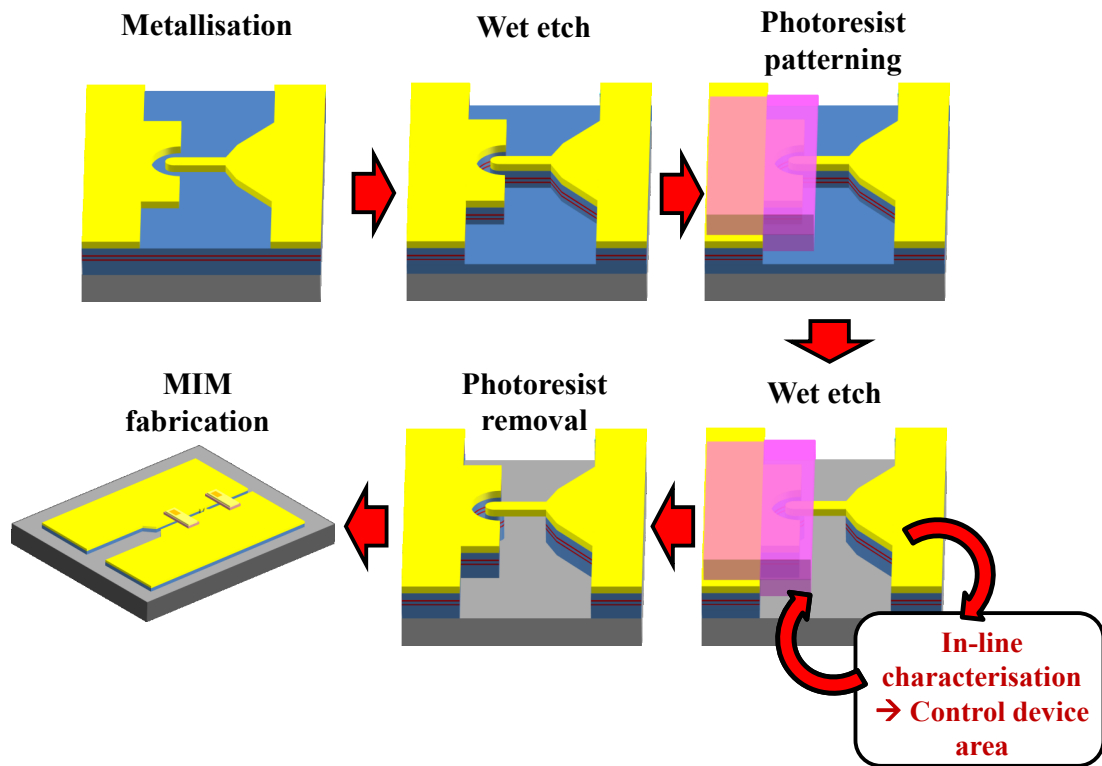 Metallisation
Wet etch
Photoresist
patterning
MIM
fabrication
Photoresist
removal
Wet etch
In-line
characterisation
→ Control device
area